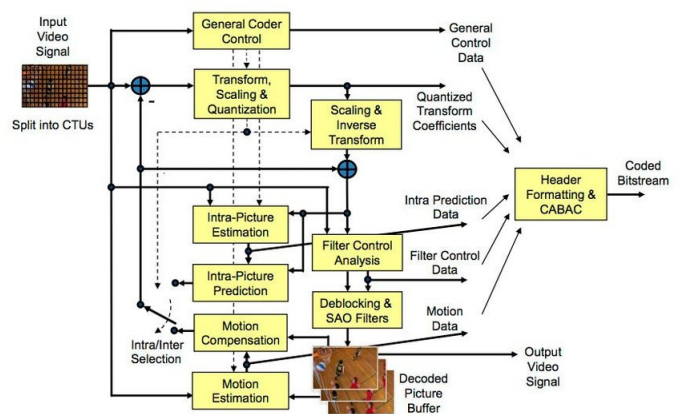 Input
Video
Signal
Split into CTUs
General Coder
Control
Transform,
Scaling &
Quantization
-
Scaling &
Inverse
Transform
General
Control
Data
Quantized
Transform
Coefficients
Intra-Picture
Estimation
Intra-Picture
Prediction
Filter Control
Analysis
Deblocking &
SAO Filters
Motion
Compensation
Motion
Estimation
Intra/Inter
Selection
Decoded
Picture
Buffer
Intra Prediction
Data
Filter Control
Data
Motion
Data
Header
Formatting &
CABAC
Coded
Bitstream
Output
Video
Signal